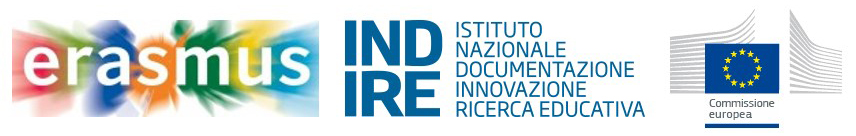 erasmus
IND
IRE
ISTITUTO
NAZIONALE
DOCUMENTAZIONE
INNOVAZIONE
RICERCA EDUCATIVA
Commissione
europea